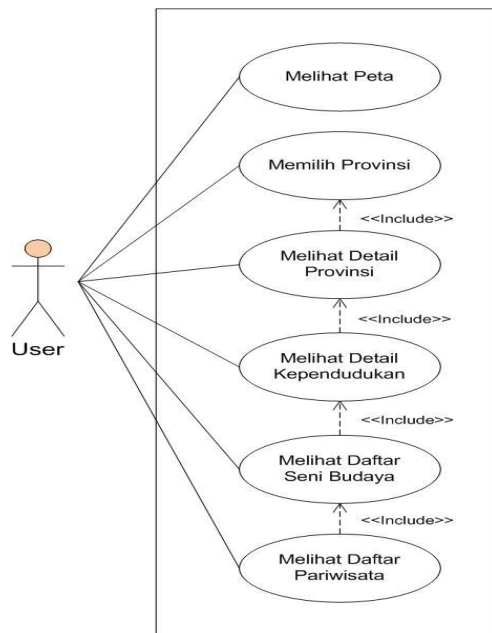 Melihat Peta
Memilih Provinsi
<<Include>>
Melihat Detail
Provinsi
<<Include>>
User
Melihat Detail
Kependudukan
<<Include>>
Melihat Daftar
Seni Budaya
<<Include>>
Melihat Daftar
Pariwisata